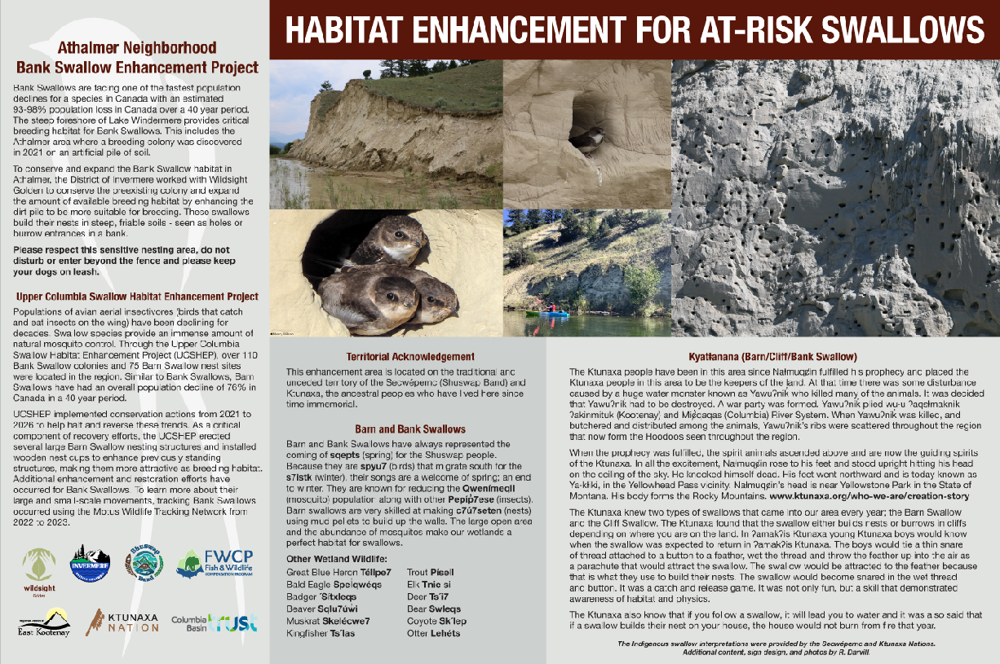 HABITAT ENHANCEMENT FOR AT-RISK SWALLOWS
Athalmer Neighborhood
Bank Swallow Enhancement Project
Bank Swallows are facing one of the fastest population
declines for a species in Canada with an estimated
93-98% population loss in Canada over a 40 year period.
The steep foreshore of Lake Windermere provides critical
breeding habitat for Bank Swallows. This includes the
Athalmer area where a breeding colony was discovered
in 2021 on an artificial pile of soil.
To conserve and expand the Bank Swallow habitat in
Athalmer, the District of Invermere worked with Wildsight
Golden to conserve the preexisting colony and expand
the amount of available breeding habitat by enhancing the
dirt pile to be more suitable for breeding. These swallows
build their nests in steep, friable soils - seen as holes or
burrow entrances in a bank.
Please respect this sensitive nesting area, do not
disturb or enter beyond the fence and please keep
your dogs on leash.
Upper Columbia Swallow Habitat Enhancement Project
Populations of avian aerial insectivores (birds that catch
and eat insects on the wing) have been declining for
decades. Swallow species provide an immense amount of
natural mosquito control. Through the Upper Columbia
Swallow Habitat Enhancement Project (UCSHEP), over 110
Bank Swallow colonies and 75 Barn Swallow nest sites
were located in the region. Similar to Bank Swallows, Barn
Swallows have had an overall population decline of 76% in
Canada in a 40 year period.
UCSHEP implemented conservation actions from 2021 to
2026 to help halt and reverse these trends. As a critical
component of recovery efforts, the UCSHEP erected
several large Barn Swallow nesting structures and installed
wooden nest cups to enhance previously standing
structures, making them more attractive as breeding habitat.
Additional enhancement and restoration efforts have
occurred for Bank Swallows. To learn more about their
large and small-scale movements, tracking Bank Swallows
occurred using the Motus Wildlife Tracking Network from
2022 to 2023.
wildsight
Golden
INVERMERE
Shuswap
Band
FWCP
Fish & Wildlife
COMPENSATION PROGRAM
East Kootenay
KTUNAXA
NATION
Columbia
Basin trust
Territorial Acknowledgement
This enhancement area is located on the traditional and
unceded territory of the Secwépemc (Shuswap Band) and
Ktunaxa, the ancestral peoples who have lived here since
time immemorial.
Barn and Bank Swallows
Barn and Bank Swallows have always represented the
coming of sqepts (spring) for the Shuswap people.
Because they are spyu7 (birds) that migrate south for the
s7istk (winter), their songs are a welcome of spring; an end
to winter. They are known for reducing the Qwenímeqll
(mosquito) population along with other Pepíp̓7ese (insects).
Barn swallows are very skilled at making c7ú7seten (nests)
using mud pellets to build up the walls. The large open area
and the abundance of mosquitos make our wetlands a
perfect habitat for swallows.
Other Wetland Wildlife:
Great Blue Heron Téllpe7
Bald Eagle Spel̓qwéqs
Badger ́Sítxleqs
Beaver Sqlu7úẇi
Muskrat Skelécwe7
Kingfisher Ts ́las
Trout Písell
Elk Tnic si
Deer Ts ́i7
Bear Swleqs
Coyote Sk ́lep
Otter Lehéts
Kyatⱡanana (Barn/Cliff/Bank Swallow)
The Ktunaxa people have been in this area since Naⱡmuqȼin fulfilled his prophecy and placed the
Ktunaxa people in this area to be the keepers of the land. At that time there was some disturbance
caused by a huge water monster known as Yawuʔnik̓ who killed many of the animals. It was decided
that Yawuʔnik̓ had to be destroyed. A war party was formed. Yawuʔnik̓ plied wu-u ʔaqeⱡmaknik
ʔakinmituk (Kootenay) and Miȼ̓qaqas (Columbia) River System. When Yawuʔnik̓ was killed, and
butchered and distributed among the animals, Yawuʔnik̓'s ribs were scattered throughout the region
that now form the Hoodoos seen throughout the region.
When the prophecy was fulfilled, the spirit animals ascended above and are now the guiding spirits
of the Ktunaxa. In all the excitement, Naⱡmuqȼin rose to his feet and stood upright hitting his head
on the ceiling of the sky. He knocked himself dead. His feet went northward and is today known as
Ya·ⱡiki, in the Yellowhead Pass vicinity. Naⱡmuqȼin's head is near Yellowstone Park in the State of
Montana. His body forms the Rocky Mountains. www.ktunaxa.org/who-we-are/creation-story
The Ktunaxa knew two types of swallows that came into our area every year; the Barn Swallow
and the Cliff Swallow. The Ktunaxa found that the swallow either builds nests or burrows in cliffs
depending on where you are on the land. In ʔamakʔis Ktunaxa young Ktunaxa boys would know
when the swallow was expected to return in ʔamakʔis Ktunaxa. The boys would tie a thin snare
of thread attached to a button to a feather, wet the thread and throw the feather up into the air as
a parachute that would attract the swallow. The swallow would be attracted to the feather because
that is what they use to build their nests. The swallow would become snared in the wet thread
and button. It was a catch and release game. It was not only fun, but a skill that demonstrated
awareness of habitat and physics.
The Ktunaxa also know that if you follow a swallow, it will lead you to water and it was also said that
if a swallow builds their nest on your house, the house would not burn from fire that year.
The Indigenous swallow interpretations were provided by the Secwépemc and Ktunaxa Nations.
Additional content, sign design, and photos by R. Darvill.